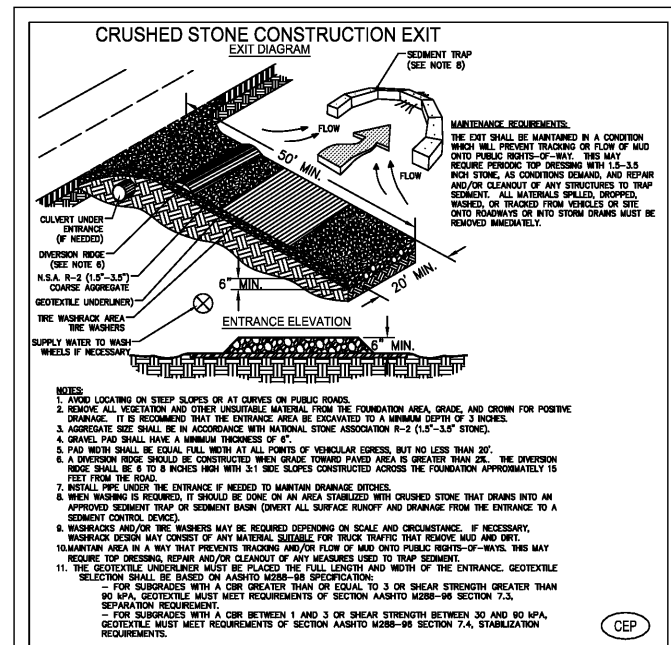 CRUSHED STONE CONSTRUCTION EXIT
EXIT DIAGRAM
SEDIMENT TRAP
(SEE NOTE 8)
FLOW
50' MIN.
FLOW
MAINTENANCE REQUIREMENTS:
THE EXIT SHALL BE MAINTAINED IN A CONDITION
WHICH WILL PREVENT TRACKING OR FLOW OF MUD
ONTO PUBLIC RIGHTS-OF-WAY. THIS MAY
REQUIRE PERIODIC TOP DRESSING WITH 1.5-3.5
INCH STONE, AS CONDITIONS DEMAND, AND REPAIR
AND/OR CLEANOUT OF ANY STRUCTURES TO TRAP
SEDIMENT. ALL MATERIALS SPILLED, DROPPED,
WASHED, OR TRACKED FROM VEHICLES OR SITE
ONTO ROADWAYS OR INTO STORM DRAINS MUST BE
REMOVED IMMEDIATELY.
CULVERT UNDER
ENTRANCE
(IF NEEDED)
DIVERSION RIDGE
(SEE NOTE 6)
N.S.A. R-2 (1.5"-3.5")
COARSE AGGREGATE
GEOTEXTILE UNDERLINER)
TIRE WASHRACK AREA
TIRE WASHERS
SUPPLY WATER TO WASH
WHEELS IF NECESSARY
6" MIN.
20' MIN.
ENTRANCE ELEVATION
6" MIN.
NOTES:
1. AVOID LOCATING ON STEEP SLOPES OR AT CURVES ON PUBLIC ROADS.
2. REMOVE ALL VEGETATION AND OTHER UNSUITABLE MATERIAL FROM THE FOUNDATION AREA, GRADE, AND CROWN FOR POSITIVE
DRAINAGE. IT IS RECOMMEND THAT THE ENTRANCE AREA BE EXCAVATED TO A MINIMUM DEPTH OF 3 INCHES.
3. AGGREGATE SIZE SHALL BE IN ACCORDANCE WITH NATIONAL STONE ASSOCIATION R-2 (1.5"-3.5" STONE).
4. GRAVEL PAD SHALL HAVE A MINIMUM THICKNESS OF 6".
5. PAD WIDTH SHALL BE EQUAL FULL WIDTH AT ALL POINTS OF VEHICULAR EGRESS, BUT NO LESS THAN 20'.
6. A DIVERSION RIDGE SHOULD BE CONSTRUCTED WHEN GRADE TOWARD PAVED AREA IS GREATER THAN 2%. THE DIVERSION
RIDGE SHALL BE 6 TO 8 INCHES HIGH WITH 3:1 SIDE SLOPES CONSTRUCTED ACROSS THE FOUNDATION APPROXIMATELY 15
FEET FROM THE ROAD.
7. INSTALL PIPE UNDER THE ENTRANCE IF NEEDED TO MAINTAIN DRAINAGE DITCHES.
8. WHEN WASHING IS REQUIRED, IT SHOULD BE DONE ON AN AREA STABILIZED WITH CRUSHED STONE THAT DRAINS INTO AN
APPROVED SEDIMENT TRAP OR SEDIMENT BASIN (DIVERT ALL SURFACE RUNOFF AND DRAINAGE FROM THE ENTRANCE TO A
SEDIMENT CONTROL DEVICE).
9. WASHRACKS AND/OR TIRE WASHERS MAY BE REQUIRED DEPENDING ON SCALE AND CIRCUMSTANCE. IF NECESSARY,
WASHRACK DESIGN MAY CONSIST OF ANY MATERIAL SUITABLE FOR TRUCK TRAFFIC THAT REMOVE MUD AND DIRT.
10.MAINTAIN AREA IN A WAY THAT PREVENTS TRACKING AND/OR FLOW OF MUD ONTO PUBLIC RIGHTS-OF-WAYS. THIS MAY
REQUIRE TOP DRESSING, REPAIR AND/OR CLEANOUT OF ANY MEASURES USED TO TRAP SEDIMENT.
11. THE GEOTEXTILE UNDERLINER MUST BE PLACED THE FULL LENGTH AND WIDTH OF THE ENTRANCE. GEOTEXTILE
SELECTION SHALL BE BASED ON AASHTO M288-98 SPECIFICATION:
- FOR SUBGRADES WITH A CBR GREATER THAN OR EQUAL TO 3 OR SHEAR STRENGTH GREATER THAN
90 kPA, GEOTEXTILE MUST MEET REQUIREMENTS OF SECTION AASHTO M288-96 SECTION 7.3,
SEPARATION REQUIREMENT.
- FOR SUBGRADES WITH A CBR BETWEEN 1 AND 3 OR SHEAR STRENGTH BETWEEN 30 AND 90 kPA,
GEOTEXTILE MUST MEET REQUIREMENTS OF SECTION AASHTO M288-96 SECTION 7.4, STABILIZATION
REQUIREMENTS.
CEP